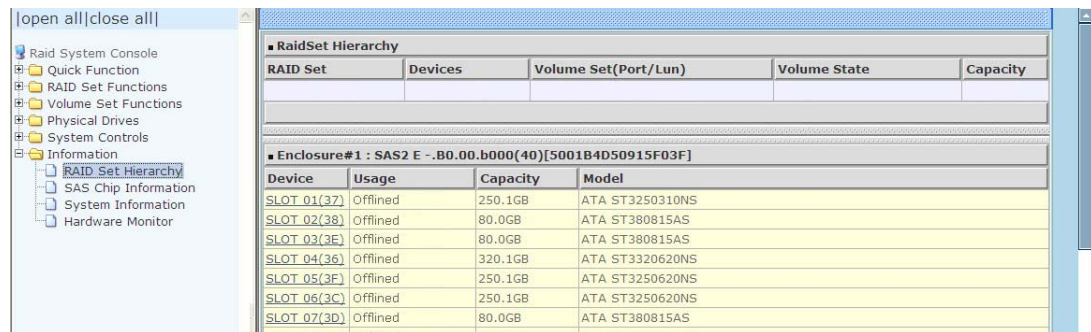 |open all|close all|
Raid System Console
Quick Function
RAID Set Functions
Volume Set Functions
Physical Drives
System Controls
Information
RAID Set Hierarchy
SAS Chip Information
System Information
Hardware Monitor
RaidSet Hierarchy
RAID Set Devices Volume Set(Port/Lun) Volume State Capacity
Enclosure#1 : SAS2 E -.B0.00.b000(40)[5001B4D50915F03F]
Device Usage Capacity Model
SLOT 01(37) Offlined 250.1GB ATA ST3250310NS
SLOT 02(38) Offlined 80.0GB ATA ST380815AS
SLOT 03(3E) Offlined 80.0GB ATA ST380815AS
SLOT 04(36) Offlined 320.1GB ATA ST3320620NS
SLOT 05(3F) Offlined 250.1GB ATA ST3250620NS
SLOT 06(3C) Offlined 250.1GB ATA ST3250620NS
SLOT 07(3D) Offlined 80.0GB ATA ST380815AS